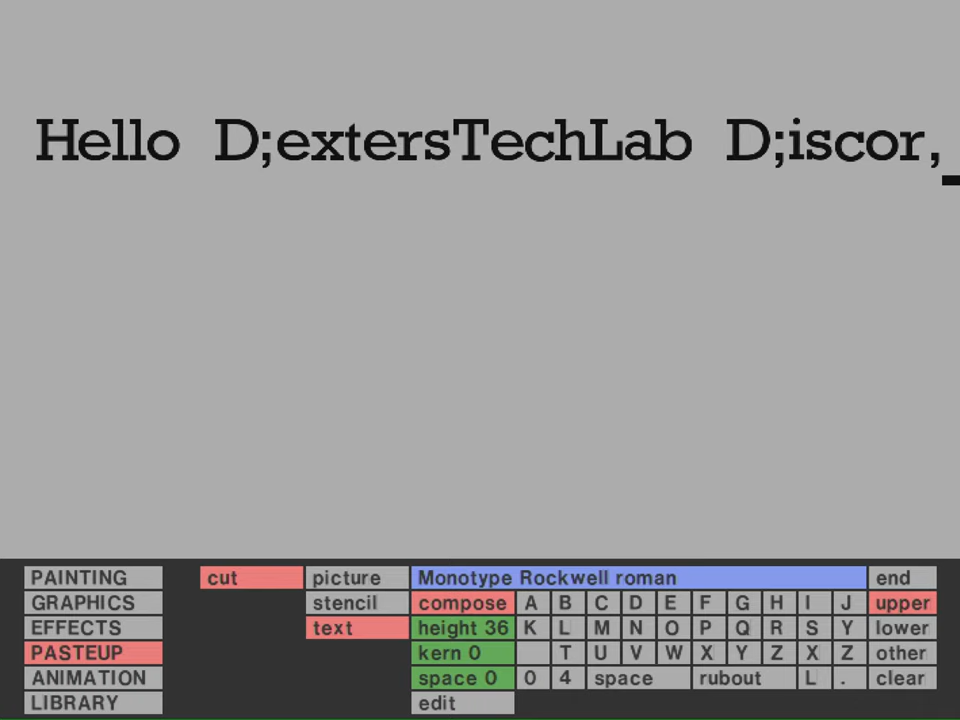 Hello D;extersTechLab D;iscor,_
PAINTING cut picture Monotype Rockwell roman end
GRAPHICS stencil compose A B C D E F G H I J upper
EFFECTS text height 36 K L M N O P Q R S Y lower
PASTEUP kern 0 T U V W X Y Z X Z other
ANIMATION space 0 0 4 space rubout L . clear
LIBRARY edit